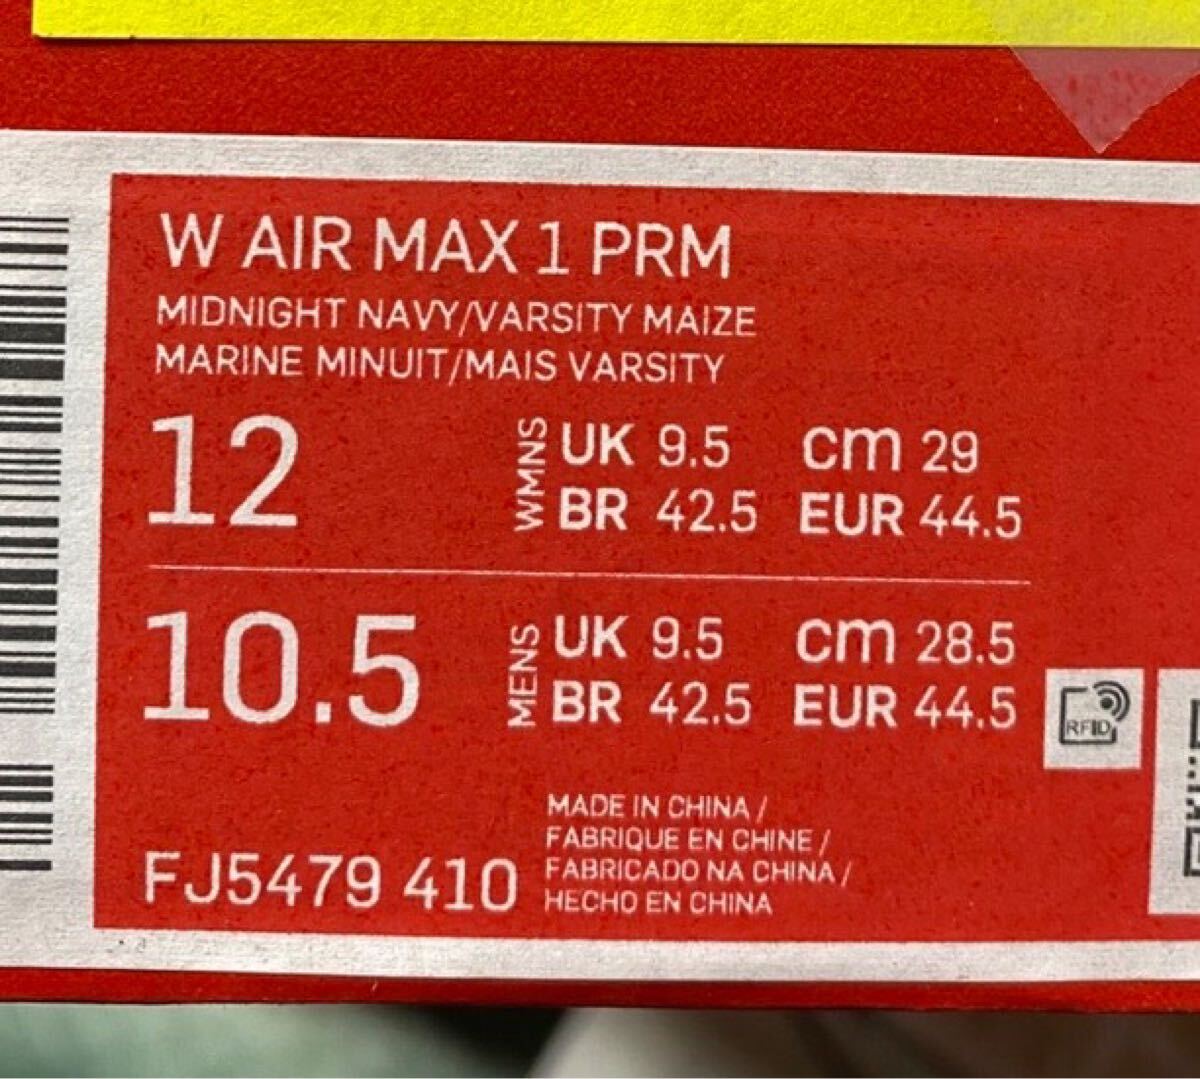 W AIR MAX 1 PRM
MIDNIGHT NAVY/VARSITY MAIZE
MARINE MINUIT/MAIS VARSITY
12 WMNS UK 9.5 cm 29
BR 42.5 EUR 44.5
10.5 MENS UK 9.5 cm 28.5
BR 42.5 EUR 44.5
RFID
MADE IN CHINA /
FABRIQUE EN CHINE /
FABRICADO NA CHINA /
HECHO EN CHINA
FJ5479 410